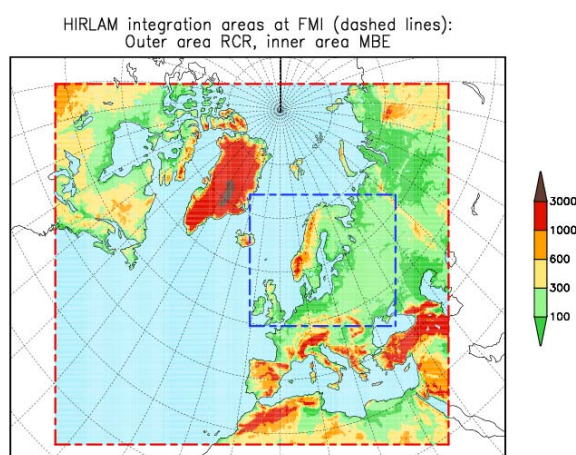 HIRLAM integration areas at FMI (dashed lines):
Outer area RCR, inner area MBE
3000
1000
600
300
100